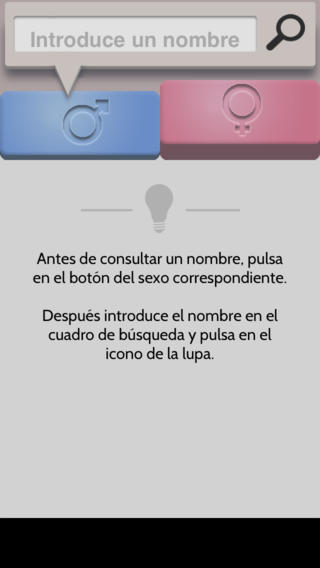 Introduce un nombre
Antes de consultar un nombre, pulsa
en el botón del sexo correspondiente.
Después introduce el nombre en el
cuadro de búsqueda y pulsa en el
icono de la lupa.